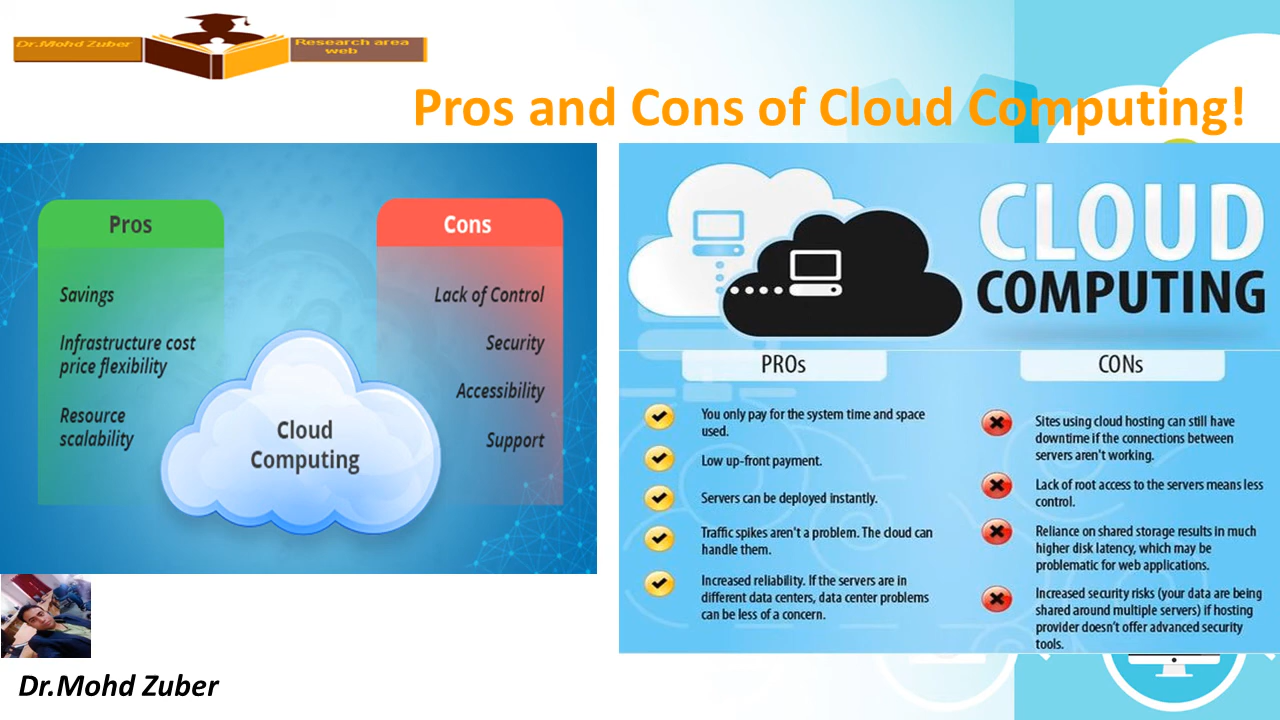 Dr.Mohd Zuber
Research area
web
Pros and Cons of Cloud Computing!
Pros
Savings
Infrastructure cost
price flexibility
Resource
scalability
Cons
Lack of Control
Security
Accessibility
Support
Cloud
Computing
CLOUD
COMPUTING
PROs
You only pay for the system time and space
used.
Low up-front payment.
Servers can be deployed instantly.
Traffic spikes aren't a problem. The cloud can
handle them.
Increased reliability. If the servers are in
different data centers, data center problems
can be less of a concern.
CONs
Sites using cloud hosting can still have
downtime if the connections between
servers aren't working.
Lack of root access to the servers means less
control.
Reliance on shared storage results in much
higher disk latency, which may be
problematic for web applications.
Increased security risks (your data are being
shared around multiple servers) if hosting
provider doesn't offer advanced security
tools.
Dr.Mohd Zuber